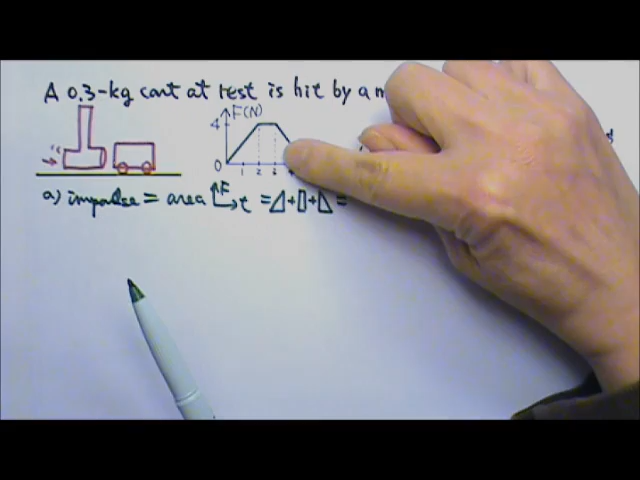 A 0.3-kg cart at rest is hit by a
F(N)
4
0 1 2 3
a) impulse = area F t = + + =